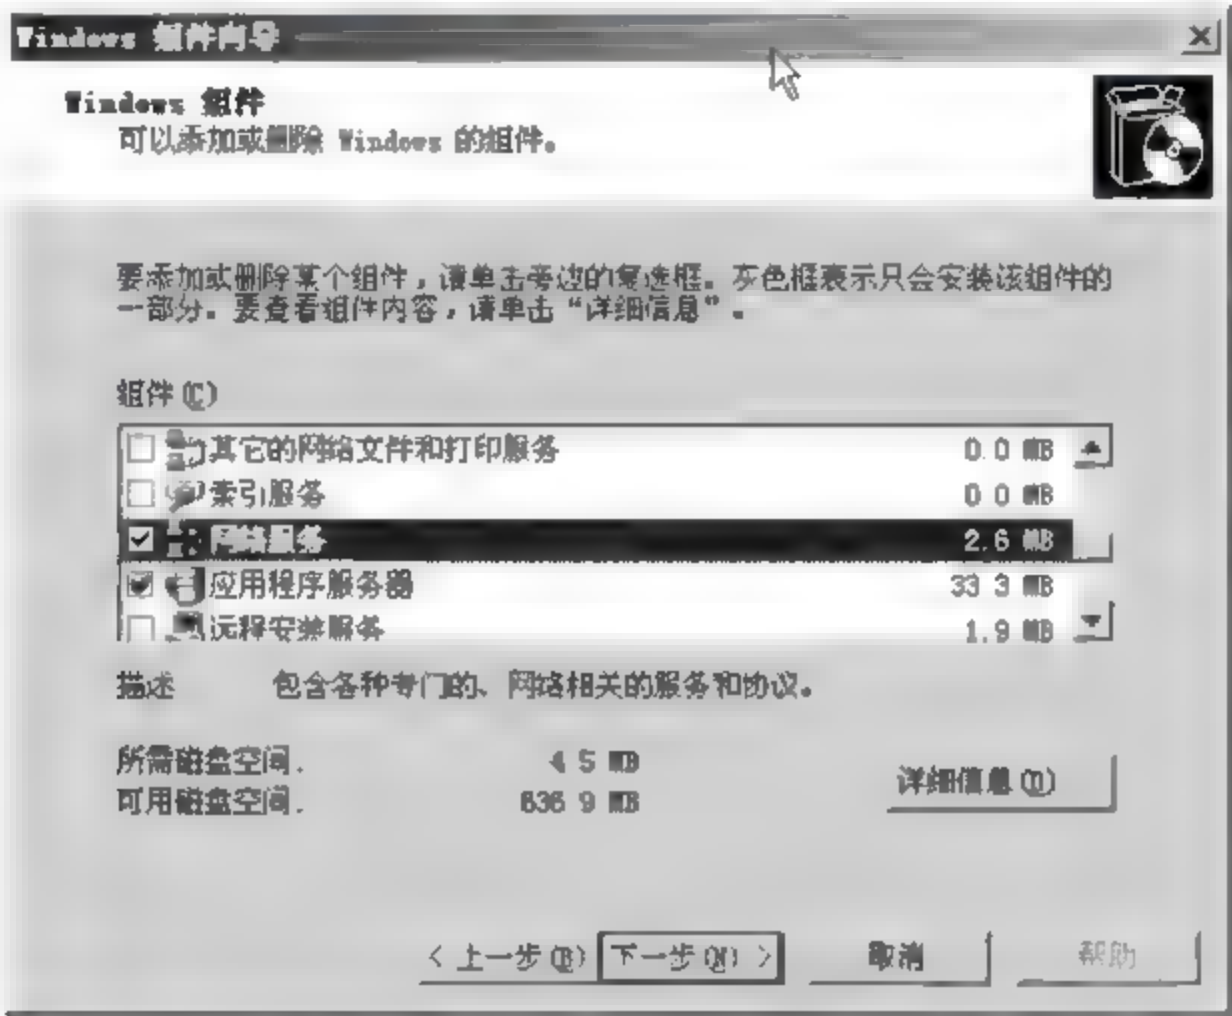 Windows 组件向导
Windows 组件
可以添加或删除 Windows 的组件。
要添加或删除某个组件，请单击旁边的复选框。灰色框表示只会安装该组件的
一部分。要查看组件内容，请单击“详细信息”。
组件(C)
其它的网络文件和打印服务 0.0 MB
索引服务 0.0 MB
网络服务 2.6 MB
应用程序服务器 33.3 MB
远程安装服务 1.9 MB
描述 包含各种专门的、网络相关的服务和协议。
所需磁盘空间: 4.5 MB
可用磁盘空间: 636.9 MB
详细信息(D)
< 上一步(B) 下一步(N) > 取消 帮助